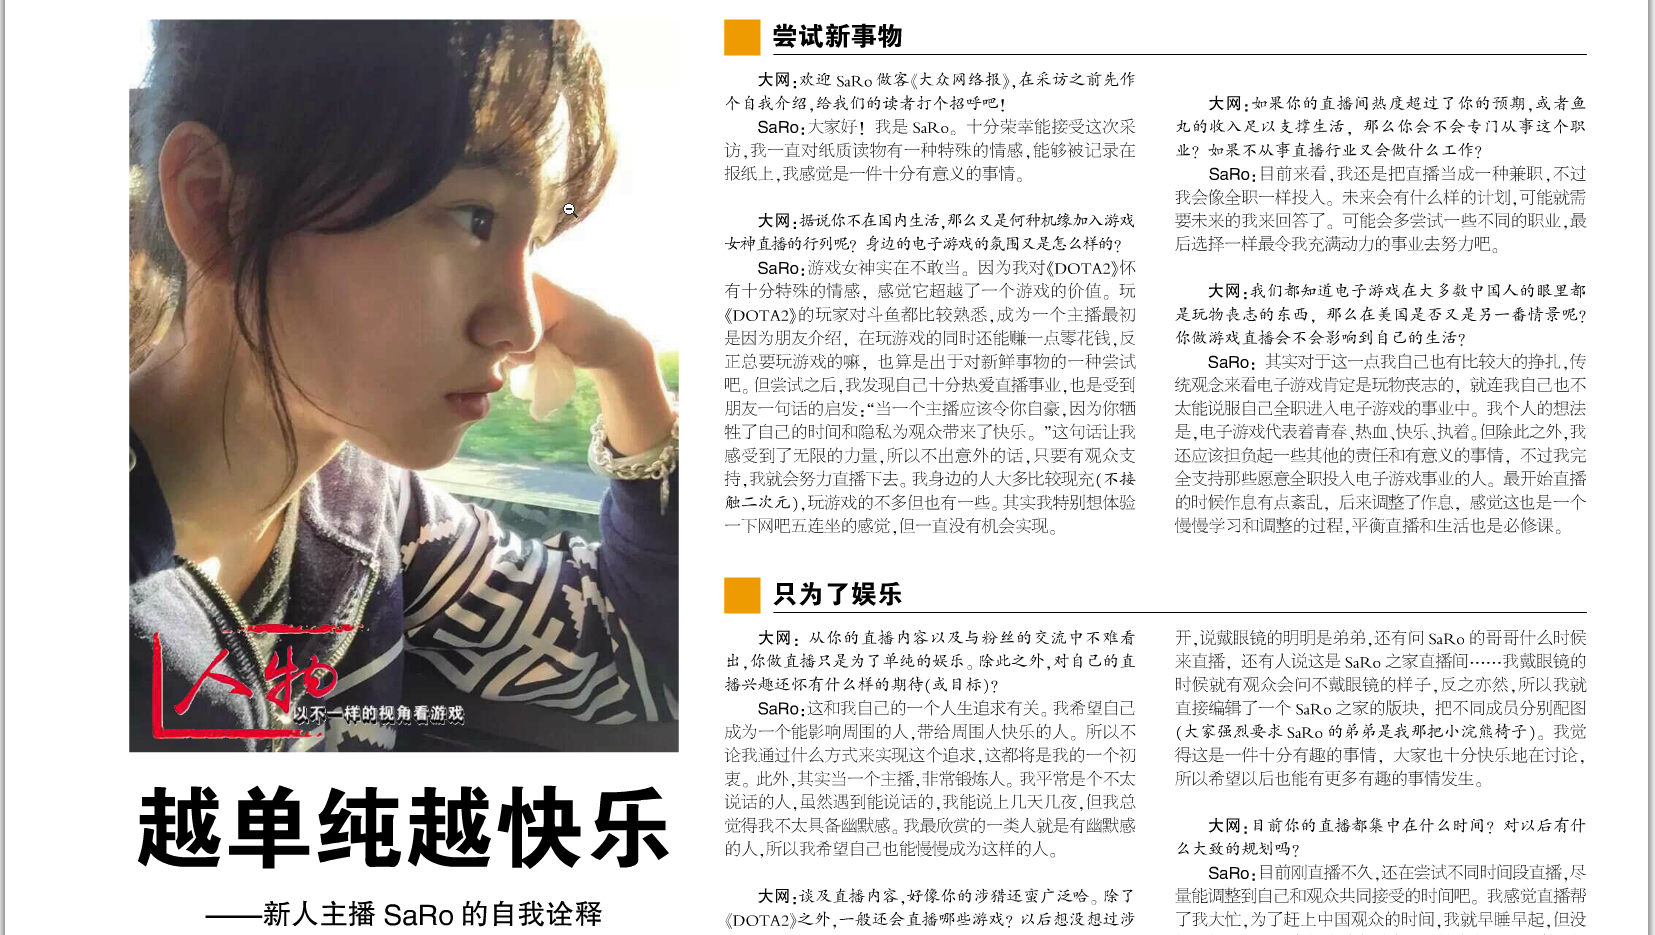 人物
以不一样的视角看游戏
越单纯越快乐
——新人主播 SaRo 的自我诠释
尝试新事物
大网:欢迎 SaRo 做客《大众网络报》,在采访之前先作
个自我介绍,给我们的读者打个招呼吧!
SaRo:大家好! 我是 SaRo。十分荣幸能接受这次采
访,我一直对纸质读物有一种特殊的情感,能够被记录在
报纸上,我感觉是一件十分有意义的事情。
大网:据说你不在国内生活,那么又是何种机缘加入游戏
女神直播的行列呢? 身边的电子游戏的氛围又是怎么样的?
SaRo:游戏女神实在不敢当。因为我对《DOTA2》怀
有十分特殊的情感, 感觉它超越了一个游戏的价值。玩
《DOTA2》的玩家对斗鱼都比较熟悉,成为一个主播最初
是因为朋友介绍, 在玩游戏的同时还能赚一点零花钱,反
正总要玩游戏的嘛, 也算是出于对新鲜事物的一种尝试
吧。但尝试之后,我发现自己十分热爱直播事业,也是受到
朋友一句话的启发:“当一个主播应该令你自豪,因为你牺
牲了自己的时间和隐私为观众带来了快乐。”这句话让我
感受到了无限的力量,所以不出意外的话,只要有观众支
持,我就会努力直播下去。我身边的人大多比较现充(不接
触二次元),玩游戏的不多但也有一些。其实我特别想体验
一下网吧五连坐的感觉,但一直没有机会实现。
大网:如果你的直播间热度超过了你的预期,或者鱼
丸的收入足以支撑生活, 那么你会不会专门从事这个职
业? 如果不从事直播行业又会做什么工作?
SaRo:目前来看,我还是把直播当成一种兼职,不过
我会像全职一样投入。未来会有什么样的计划,可能就需
要未来的我来回答了。可能会多尝试一些不同的职业,最
后选择一样最令我充满动力的事业去努力吧。
大网:我们都知道电子游戏在大多数中国人的眼里都
是玩物丧志的东西, 那么在美国是否又是另一番情景呢?
你做游戏直播会不会影响到自己的生活?
SaRo: 其实对于这一点我自己也有比较大的挣扎,传
统观念来看电子游戏肯定是玩物丧志的, 就连我自己也不
太能说服自己全职进入电子游戏的事业中。我个人的想法
是,电子游戏代表着青春、热血、快乐、执着。但除此之外,我
还应该担负起一些其他的责任和有意义的事情, 不过我完
全支持那些愿意全职投入电子游戏事业的人。最开始直播
的时候作息有点紊乱, 后来调整了作息, 感觉这也是一个
慢慢学习和调整的过程,平衡直播和生活也是必修课。
只为了娱乐
大网: 从你的直播内容以及与粉丝的交流中不难看
出,你做直播只是为了单纯的娱乐。除此之外,对自己的直
播兴趣还怀有什么样的期待(或目标)?
SaRo:这和我自己的一个人生追求有关。我希望自己
成为一个能影响周围的人,带给周围人快乐的人。所以不
论我通过什么方式来实现这个追求,这都将是我的一个初
衷。此外,其实当一个主播,非常锻炼人。我平常是个不太
说话的人,虽然遇到能说话的,我能说上几天几夜,但我总
觉得我不太具备幽默感。我最欣赏的一类人就是有幽默感
的人,所以我希望自己也能慢慢成为这样的人。
大网:谈及直播内容,好像你的涉猎还蛮广泛哈。除了
《DOTA2》之外,一般还会直播哪些游戏? 以后想没想过涉
开,说戴眼镜的明明是弟弟,还有问 SaRo 的哥哥什么时候
来直播, 还有人说这是 SaRo 之家直播间……我戴眼镜的
时候就有观众会问不戴眼镜的样子,反之亦然,所以我就
直接编辑了一个 SaRo 之家的版块, 把不同成员分别配图
(大家强烈要求 SaRo 的弟弟是我那把小浣熊椅子)。我觉
得这是一件十分有趣的事情, 大家也十分快乐地在讨论,
所以希望以后也能有更多有趣的事情发生。
大网:目前你的直播都集中在什么时间? 对以后有什
么大致的规划吗?
SaRo:目前刚直播不久,还在尝试不同时间段直播,尽
量能调整到自己和观众共同接受的时间吧。我感觉直播帮
了我大忙,为了赶上中国观众的时间,我就早睡早起,但没